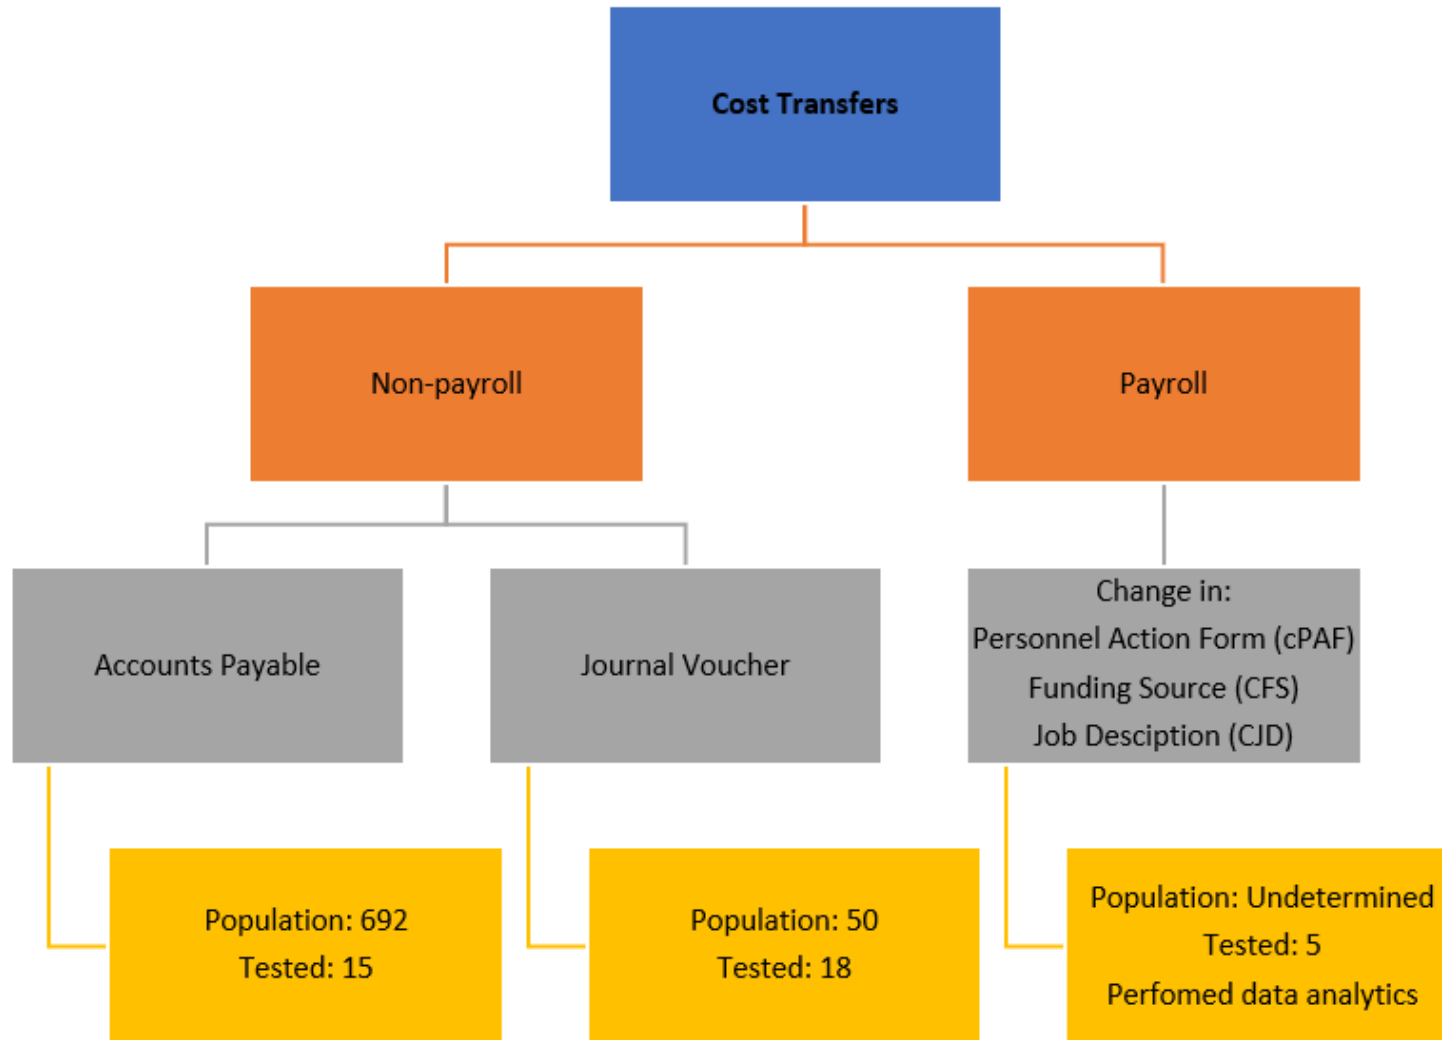 Cost Transfers
Non-payroll
Payroll
Accounts Payable
Journal Voucher
Change in:
Personnel Action Form (cPAF)
Funding Source (CFS)
Job Desciption (CJD)
Population: 692
Tested: 15
Population: 50
Tested: 18
Population: Undetermined
Tested: 5
Perfomed data analytics